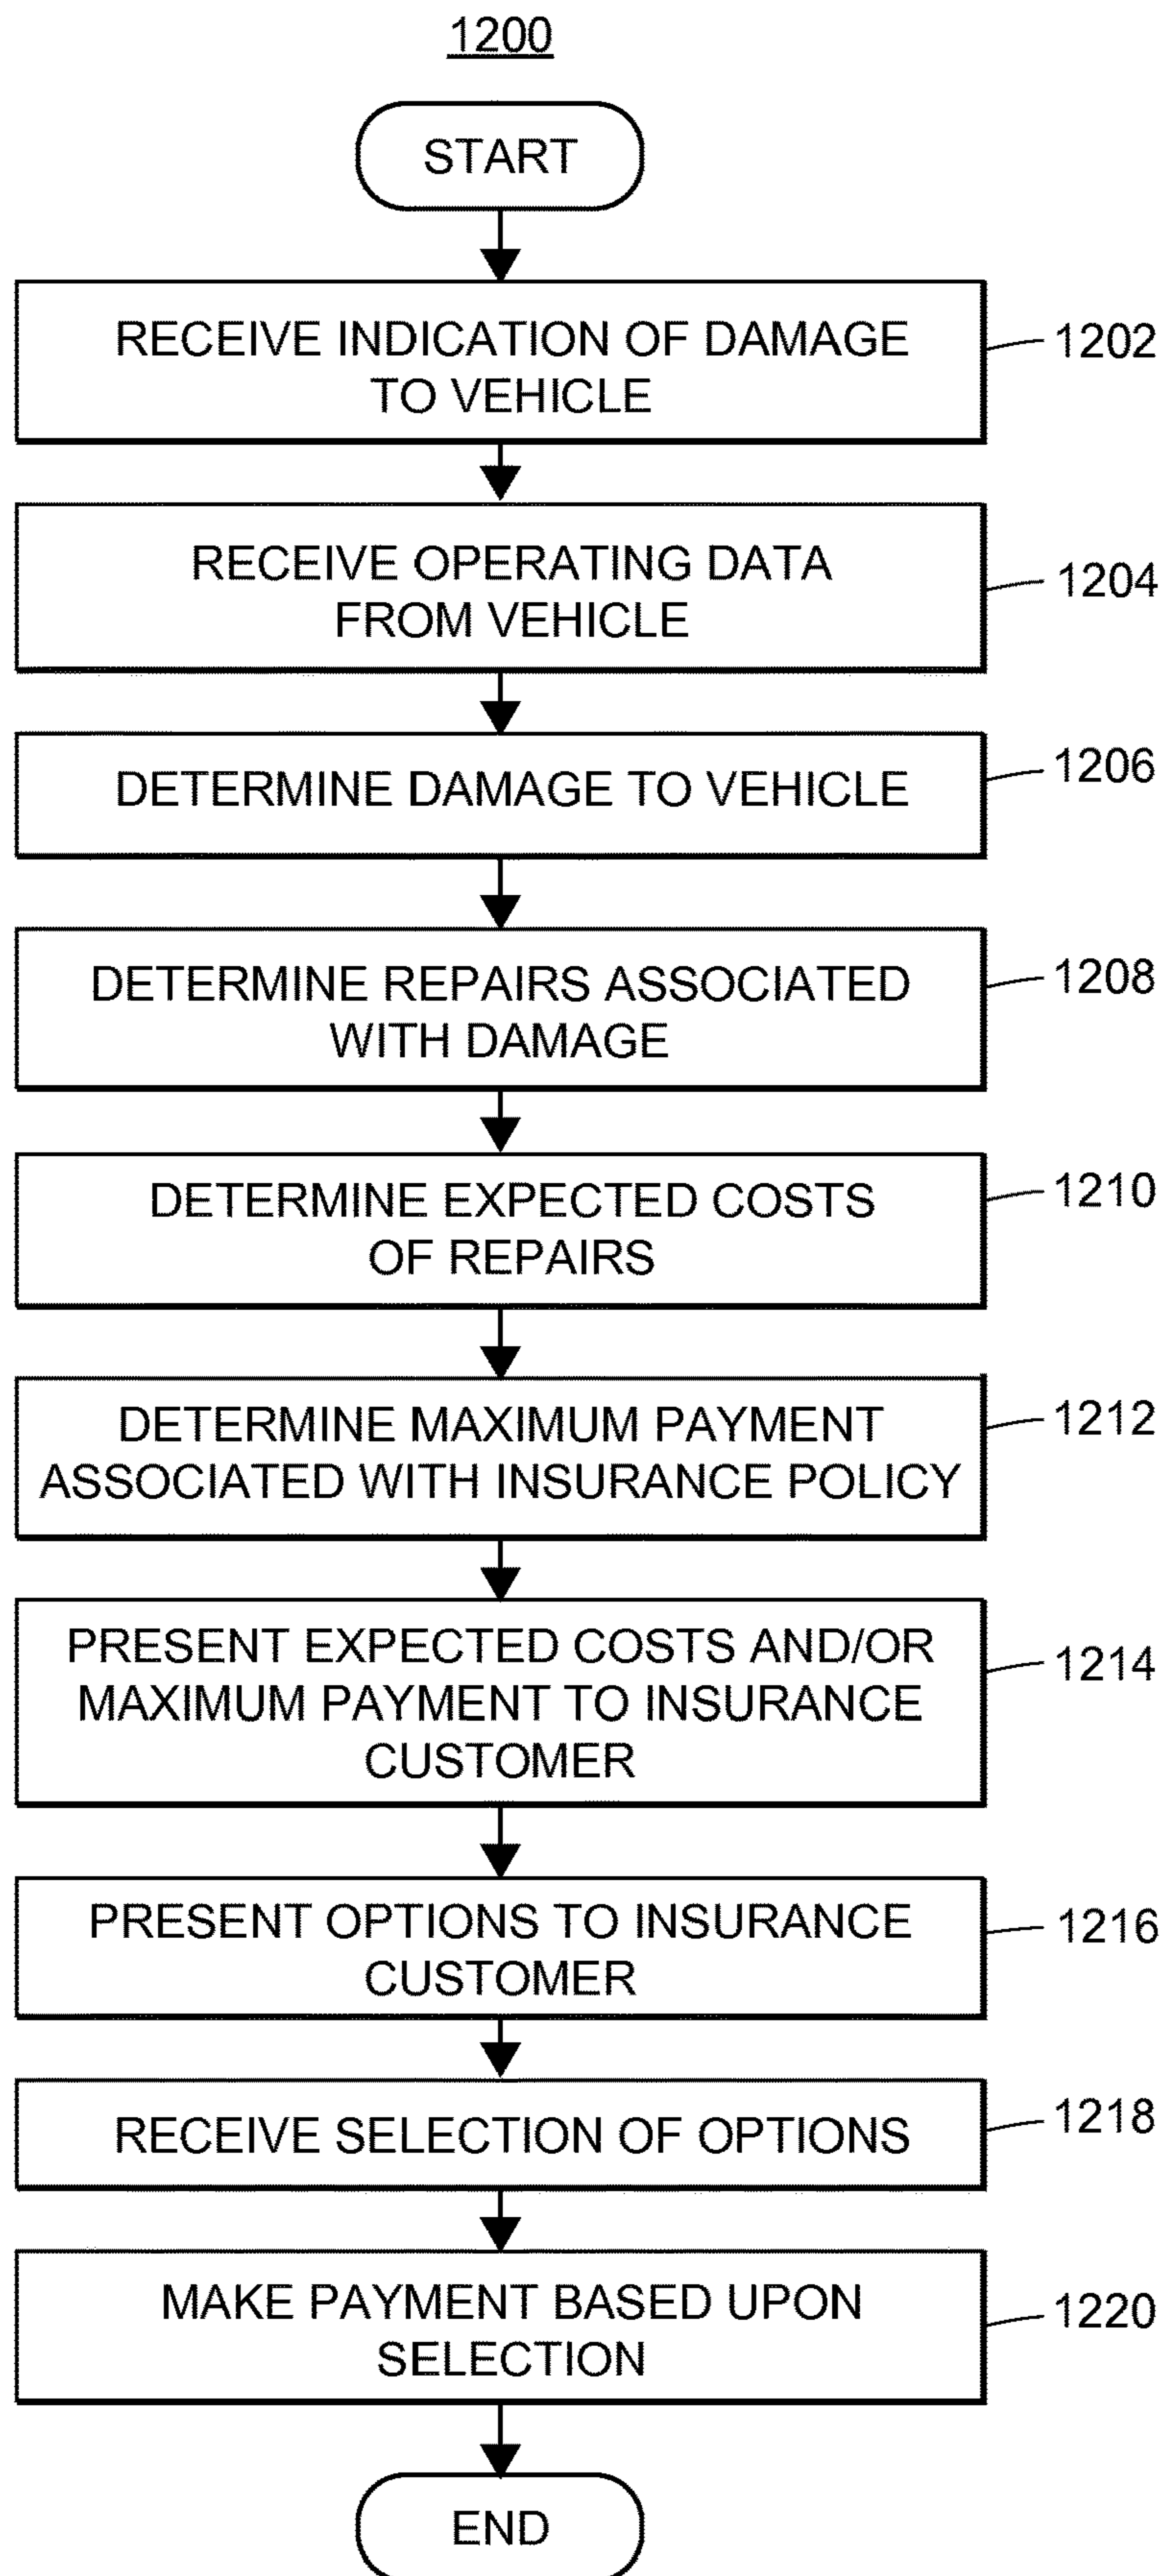 1200
START
RECEIVE INDICATION OF DAMAGE
TO VEHICLE
1202
RECEIVE OPERATING DATA
FROM VEHICLE
1204
DETERMINE DAMAGE TO VEHICLE
1206
DETERMINE REPAIRS ASSOCIATED
WITH DAMAGE
1208
DETERMINE EXPECTED COSTS
OF REPAIRS
1210
DETERMINE MAXIMUM PAYMENT
ASSOCIATED WITH INSURANCE POLICY
1212
PRESENT EXPECTED COSTS AND/OR
MAXIMUM PAYMENT TO INSURANCE
CUSTOMER
1214
PRESENT OPTIONS TO INSURANCE
CUSTOMER
1216
RECEIVE SELECTION OF OPTIONS
1218
MAKE PAYMENT BASED UPON
SELECTION
1220
END